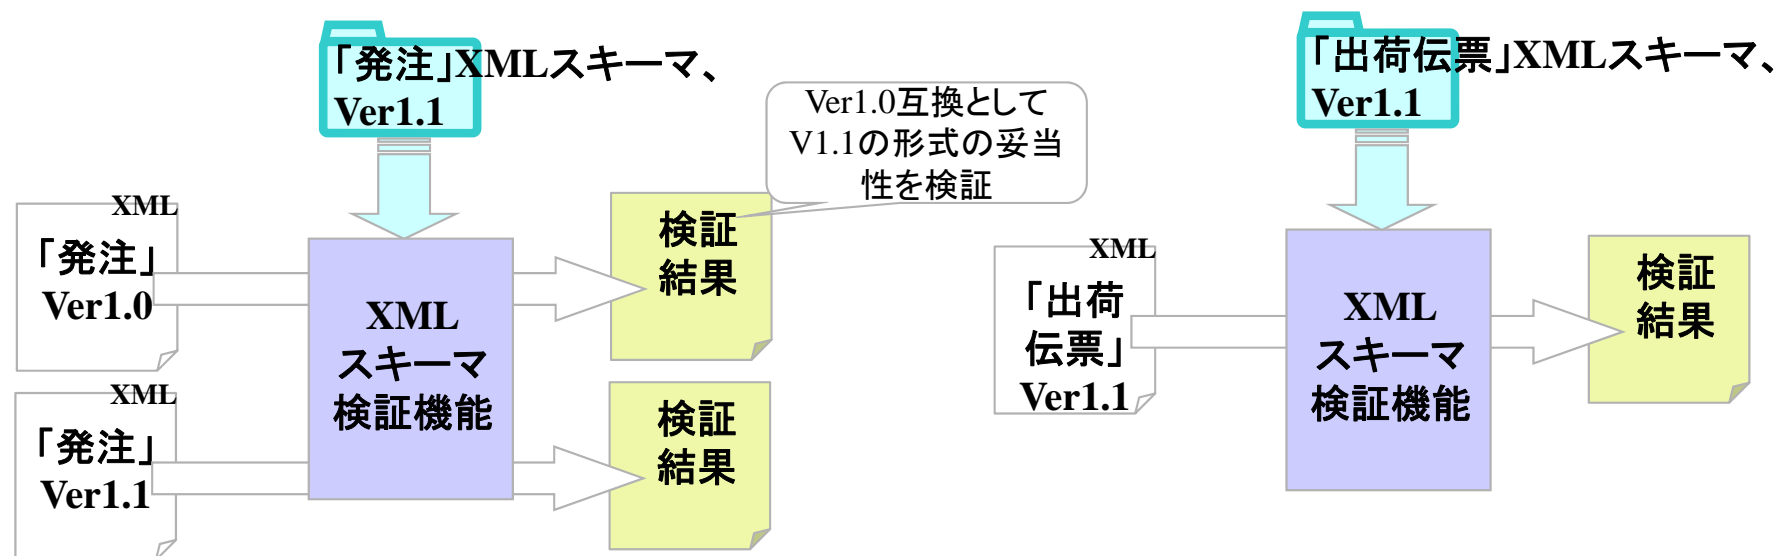 「発注」XMLスキーマ、
Ver1.1
Ver1.0互換として
V1.1の形式の妥当
性を検証
XML
「発注」
Ver1.0
XML
スキーマ
検証機能
検証
結果
XML
「発注」
Ver1.1
検証
結果
「出荷伝票」XMLスキーマ、
Ver1.1
XML
「出荷
伝票」
Ver1.1
XML
スキーマ
検証機能
検証
結果